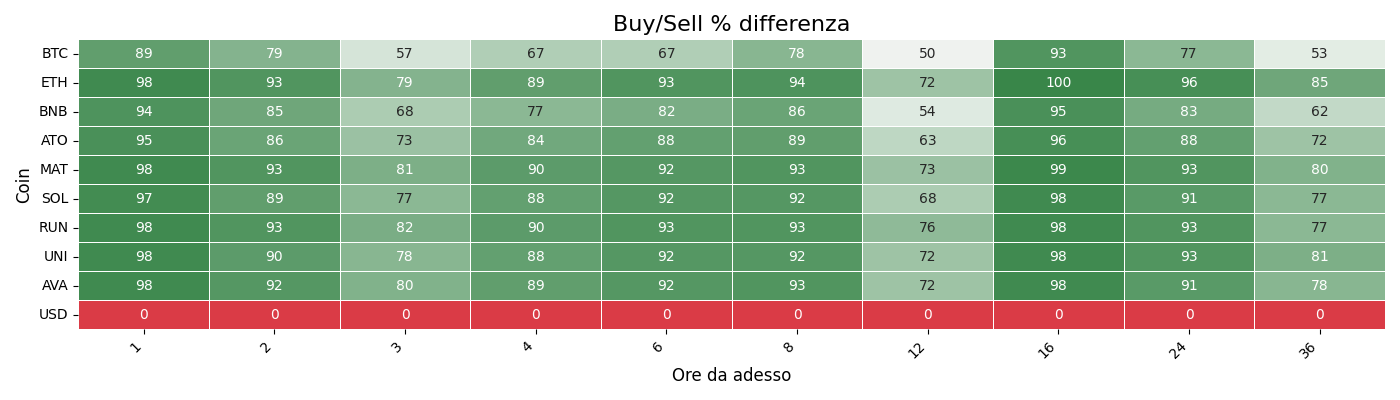 Buy/Sell % differenza
Coin
BTC 89 79 57 67 67 78 50 93 77 53
ETH 98 93 79 89 93 94 72 100 96 85
BNB 94 85 68 77 82 86 54 95 83 62
ATO 95 86 73 84 88 89 63 96 88 72
MAT 98 93 81 90 92 93 73 99 93 80
SOL 97 89 77 88 92 92 68 98 91 77
RUN 98 93 82 90 93 93 76 98 93 77
UNI 98 90 78 88 92 92 72 98 93 81
AVA 98 92 80 89 92 93 72 98 91 78
USD 0 0 0 0 0 0 0 0 0 0
1 2 3 4 6 8 12 16 24 36
Ore da adesso